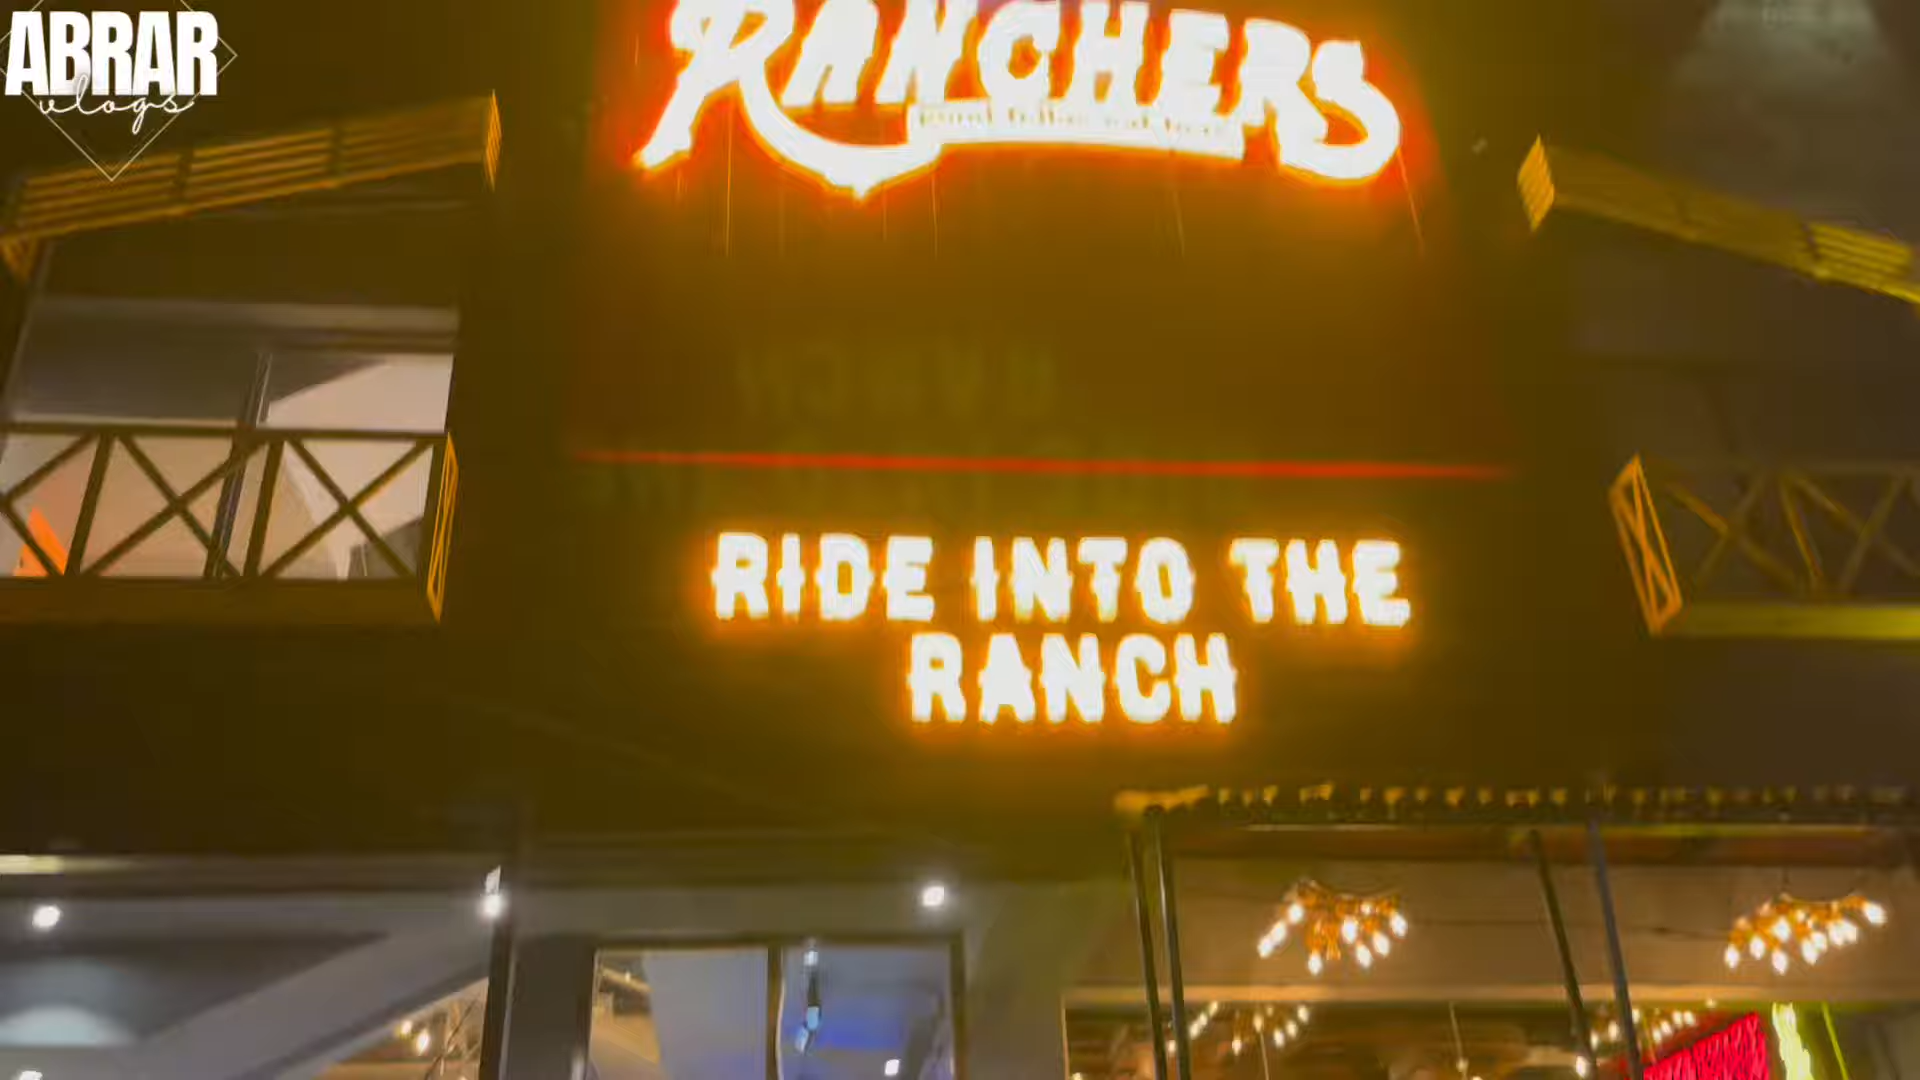 ABRAR
vlogs
RANCHERS
RIDE INTO THE
RANCH